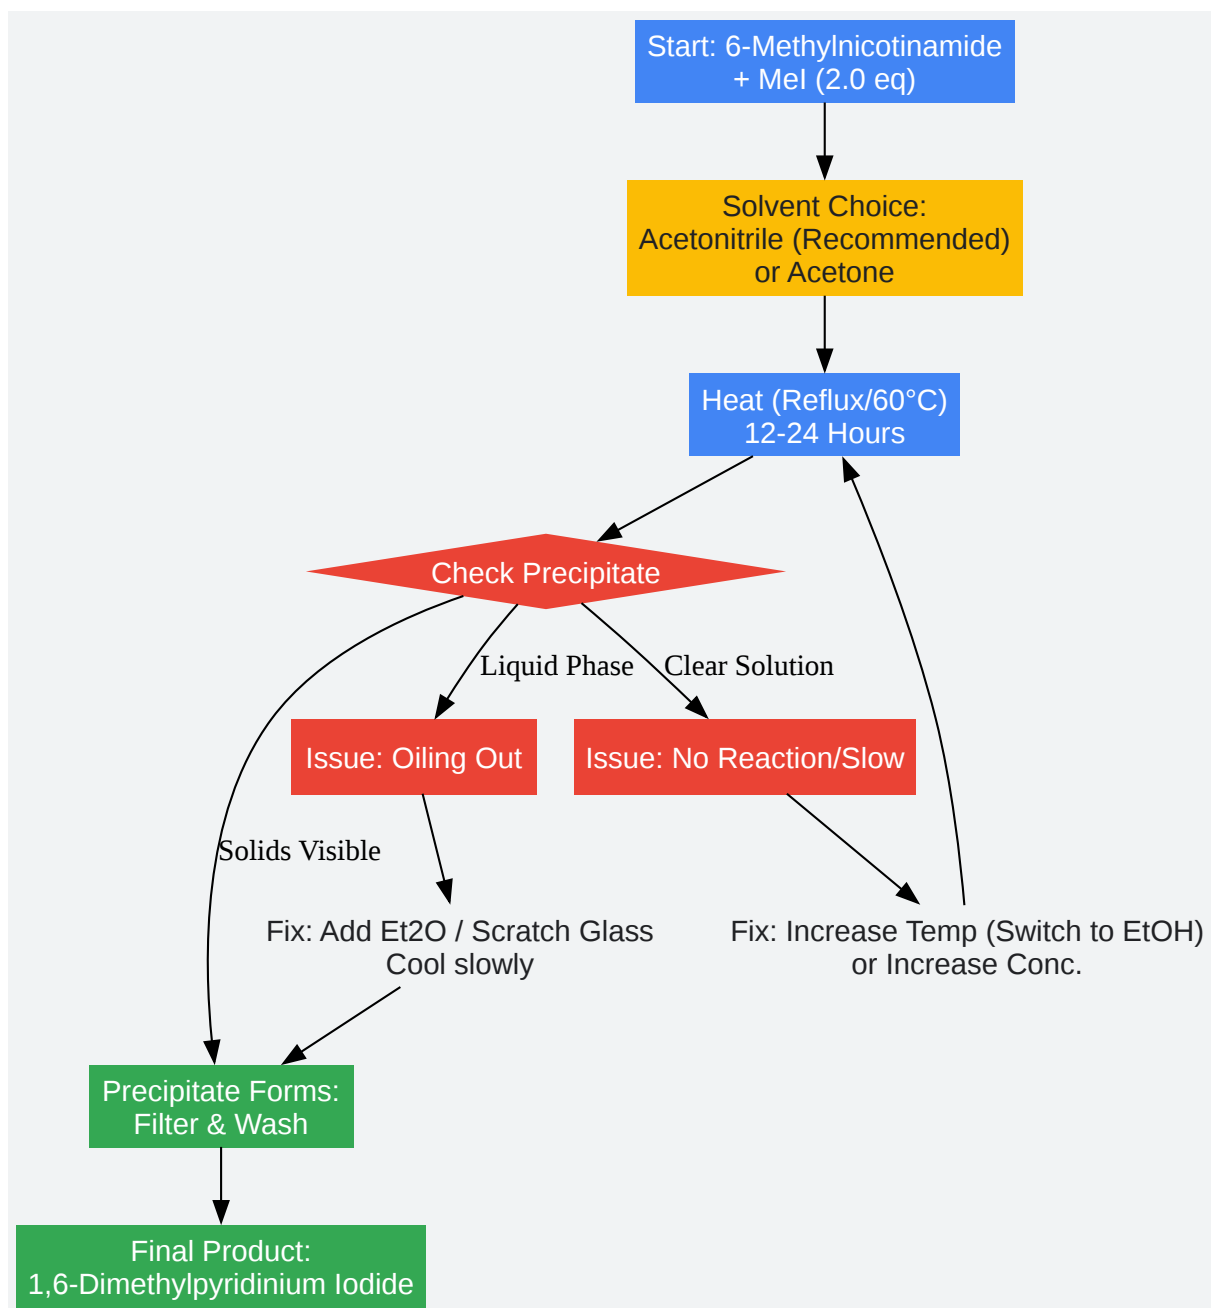 Start: 6-Methylnicotinamide
+ MeI (2.0 eq)
Solvent Choice:
Acetonitrile (Recommended)
or Acetone
Heat (Reflux/60°C)
12-24 Hours
Check Precipitate
Liquid Phase
Clear Solution
Issue: Oiling Out
Issue: No Reaction/Slow
Solids Visible
Fix: Add Et2O / Scratch Glass
Cool slowly
Fix: Increase Temp (Switch to EtOH)
or Increase Conc.
Precipitate Forms:
Filter & Wash
Final Product:
1,6-Dimethylpyridinium Iodide